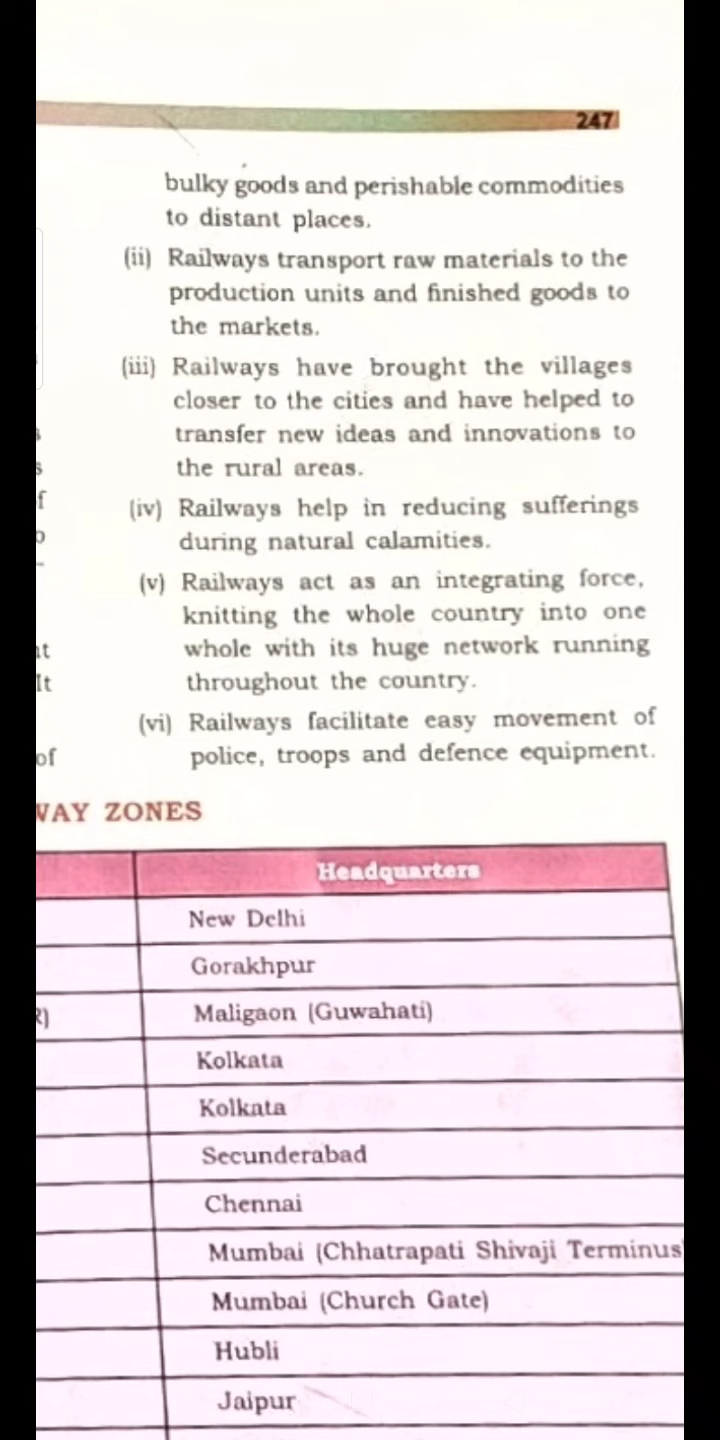 247
bulky goods and perishable commodities
to distant places.
(ii) Railways transport raw materials to the
production units and finished goods to
the markets.
(iii) Railways have brought the villages
closer to the cities and have helped to
transfer new ideas and innovations to
the rural areas.
(iv) Railways help in reducing sufferings
during natural calamities.
(v) Railways act as an integrating force,
knitting the whole country into one
whole with its huge network running
throughout the country.
It
(vi) Railways facilitate easy movement of
police, troops and defence equipment.
of
WAY ZONES
Headquarters
New Delhi
Gorakhpur
Maligaon (Guwahati)
Kolkata
Kolkata
Secunderabad
Chennai
Mumbai (Chhatrapati Shivaji Terminus
Mumbai (Church Gate)
Hubli
Jaipur